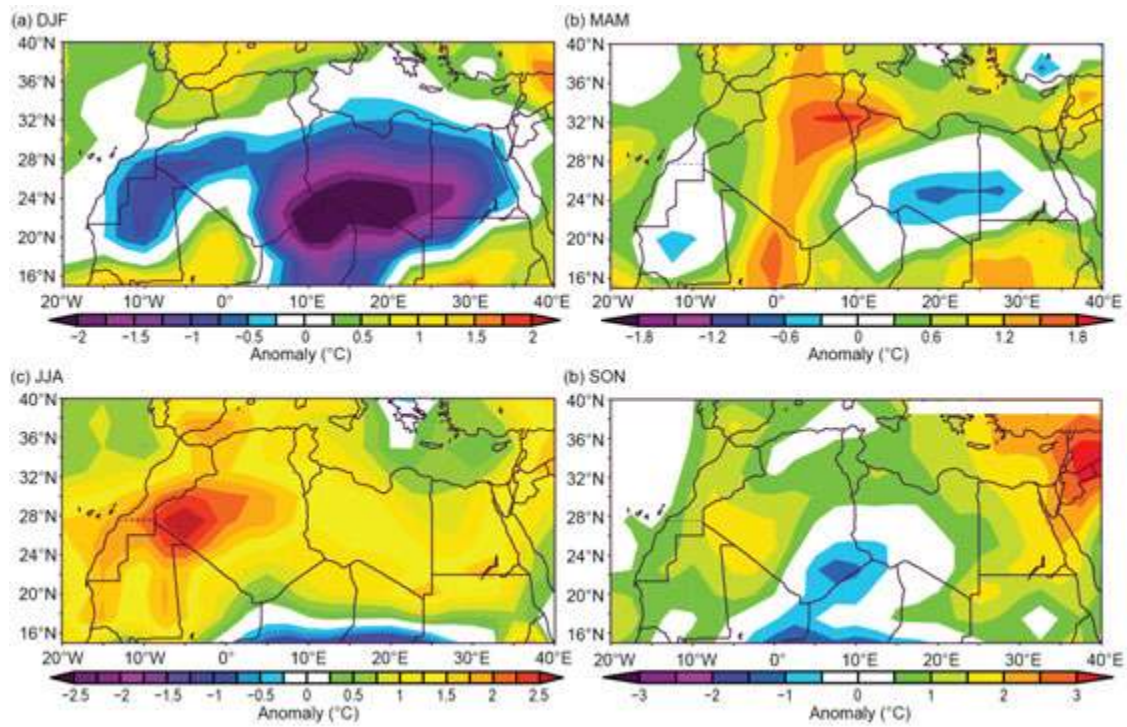 (a) DJF
40°N
36°N
32°N
28°N
24°N
20°N
16°N
20°W 10°W 0° 10°E 20°E 30°E 40°E
−2 −1.5 −1 −0.5 0 0.5 1 1.5 2
Anomaly (°C)
(b) MAM
40°N
36°N
32°N
28°N
24°N
20°N
16°N
20°W 10°W 0° 10°E 20°E 30°E 40°E
−1.8 −1.2 −0.6 0 0.6 1.2 1.8
Anomaly (°C)
(c) JJA
40°N
36°N
32°N
28°N
24°N
20°N
16°N
20°W 10°W 0° 10°E 20°E 30°E 40°E
−2.5 −2 −1.5 −1 −0.5 0 0.5 1 1.5 2 2.5
Anomaly (°C)
(b) SON
40°N
36°N
32°N
28°N
24°N
20°N
16°N
20°W 10°W 0° 10°E 20°E 30°E 40°E
−3 −2 −1 0 1 2 3
Anomaly (°C)